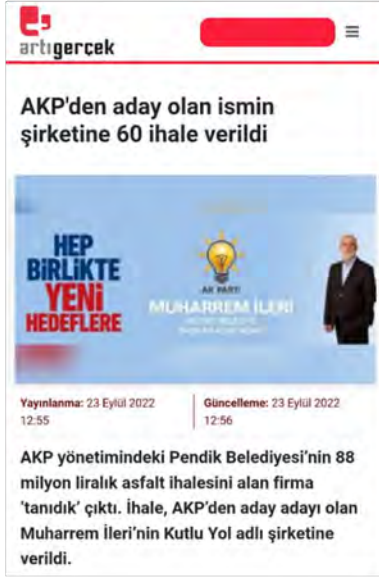 artıgerçek
AKP'den aday olan ismin
şirketine 60 ihale verildi
HEP
BİRLİKTE
YENİ
HEDEFLERE
AK PARTİ
MUHARREM İLERİ
Yayınlanma: 23 Eylül 2022
12:55
Güncelleme: 23 Eylül 2022
12:56
AKP yönetimindeki Pendik Belediyesi'nin 88
milyon liralık asfalt ihalesini alan firma
'tanıdık' çıktı. İhale, AKP'den aday adayı olan
Muharrem İleri'nin Kutlu Yol adlı şirketine
verildi.